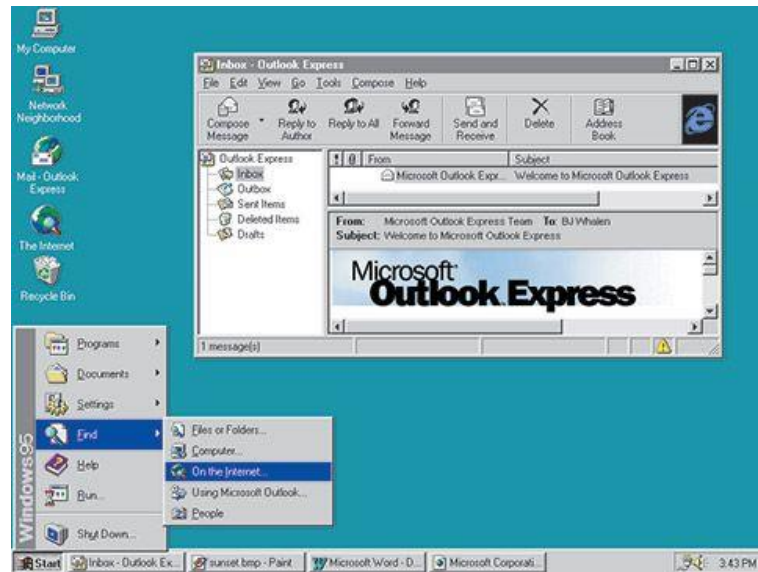 My Computer
Network
Neighborhood
Mail - Outlook
Express
The Internet
Recycle Bin
Inbox - Outlook Express
File Edit View Go Tools Compose Help
Compose Message
Reply to Author
Reply to All
Forward Message
Send and Receive
Delete
Address Book
Outlook Express
Inbox
Outbox
Sent Items
Deleted Items
Drafts
! From Subject
Microsoft Outlook Expr... Welcome to Microsoft Outlook Express
From: Microsoft Outlook Express Team To: BJ Whalen
Subject: Welcome to Microsoft Outlook Express
Microsoft
Outlook Express
1 message(s)
Windows95
Programs
Documents
Settings
Find
Help
Run...
Shut Down...
Files or Folders...
Computer...
On the Internet...
Using Microsoft Outlook...
People
Start Inbox - Outlook Ex... sunset.bmp - Paint Microsoft Word - D... Microsoft Corporati... 3:43 PM